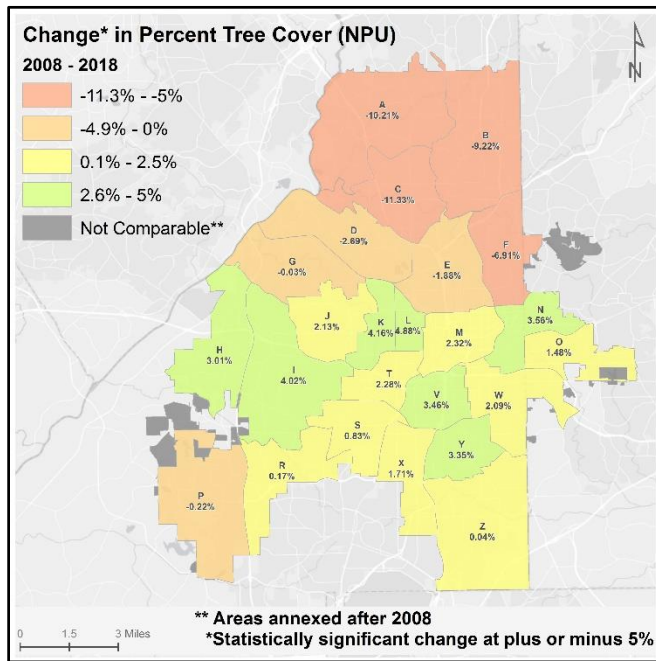 Change* in Percent Tree Cover (NPU)
2008 - 2018
-11.3% - -5%
-4.9% - 0%
0.1% - 2.5%
2.6% - 5%
Not Comparable**
N
A
-10.21%
B
-9.22%
C
-11.33%
D
-2.69%
E
-1.88%
F
-6.91%
G
-0.03%
H
3.01%
I
4.02%
J
2.13%
K
4.16%
L
4.88%
M
2.32%
N
3.56%
O
1.48%
T
2.28%
V
3.46%
W
2.09%
S
0.83%
Y
3.35%
R
0.17%
X
1.71%
P
-0.22%
Z
0.04%
** Areas annexed after 2008
*Statistically significant change at plus or minus 5%
0 1.5 3 Miles